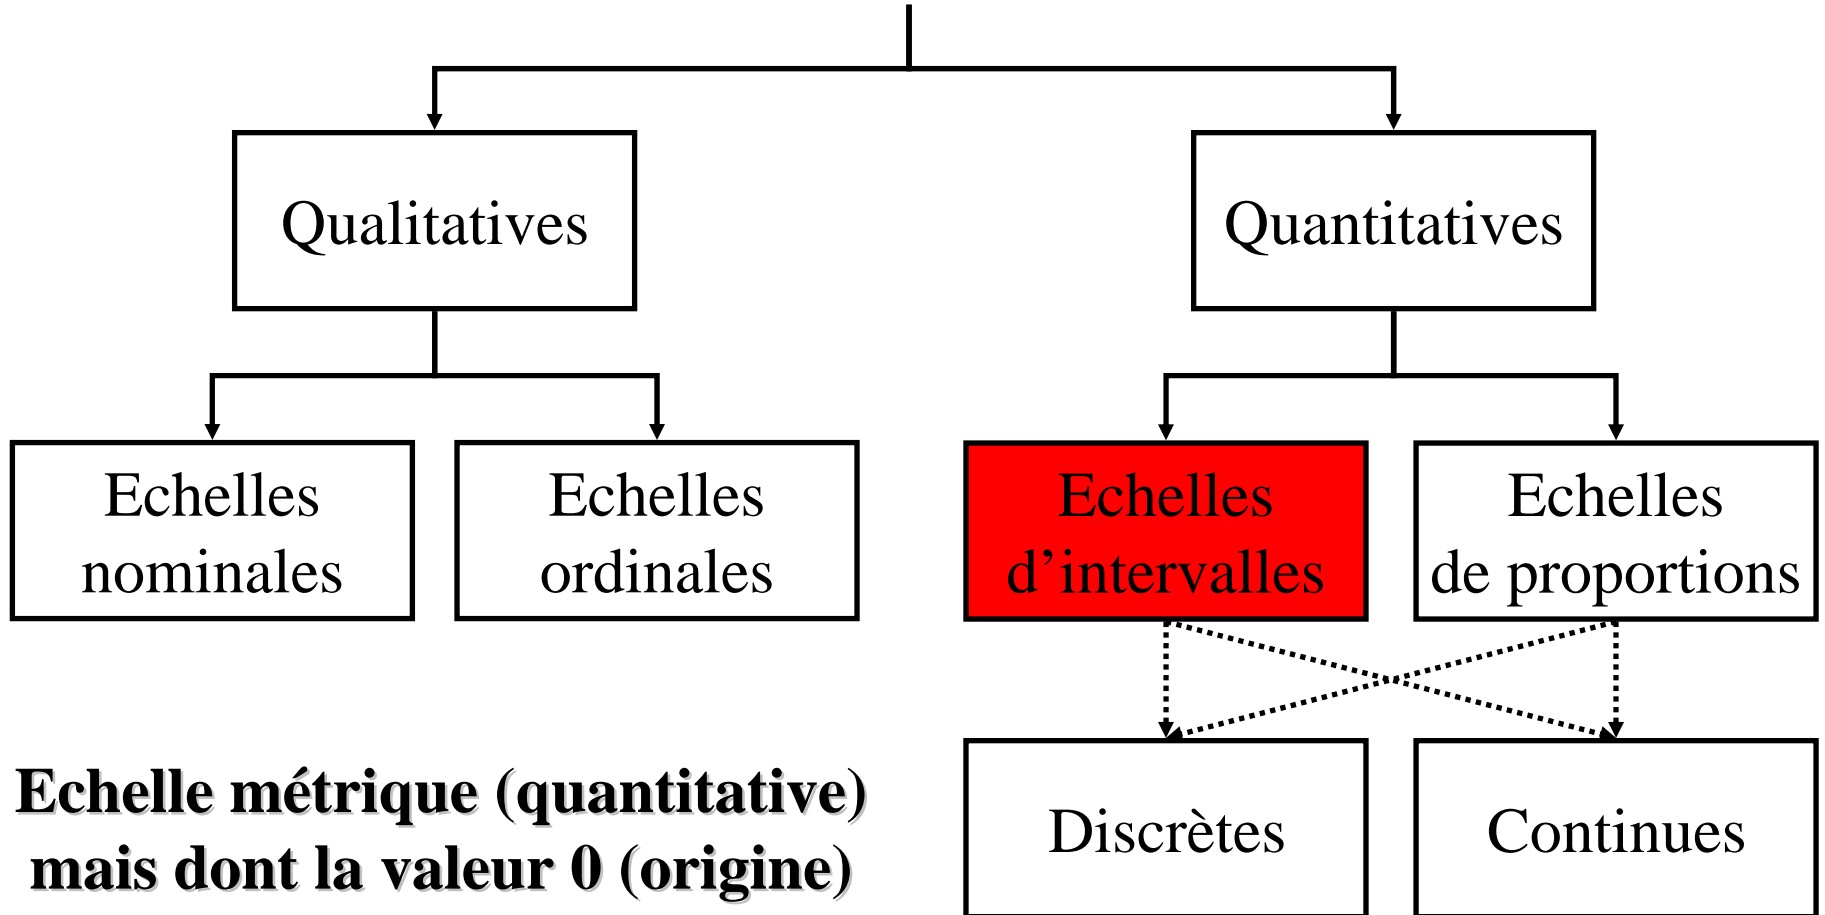 Qualitatives
Quantitatives
Echelles
nominales
Echelles
ordinales
Echelles
d’intervalles
Echelles
de proportions
Discrètes
Continues
Echelle métrique (quantitative)
mais dont la valeur 0 (origine)